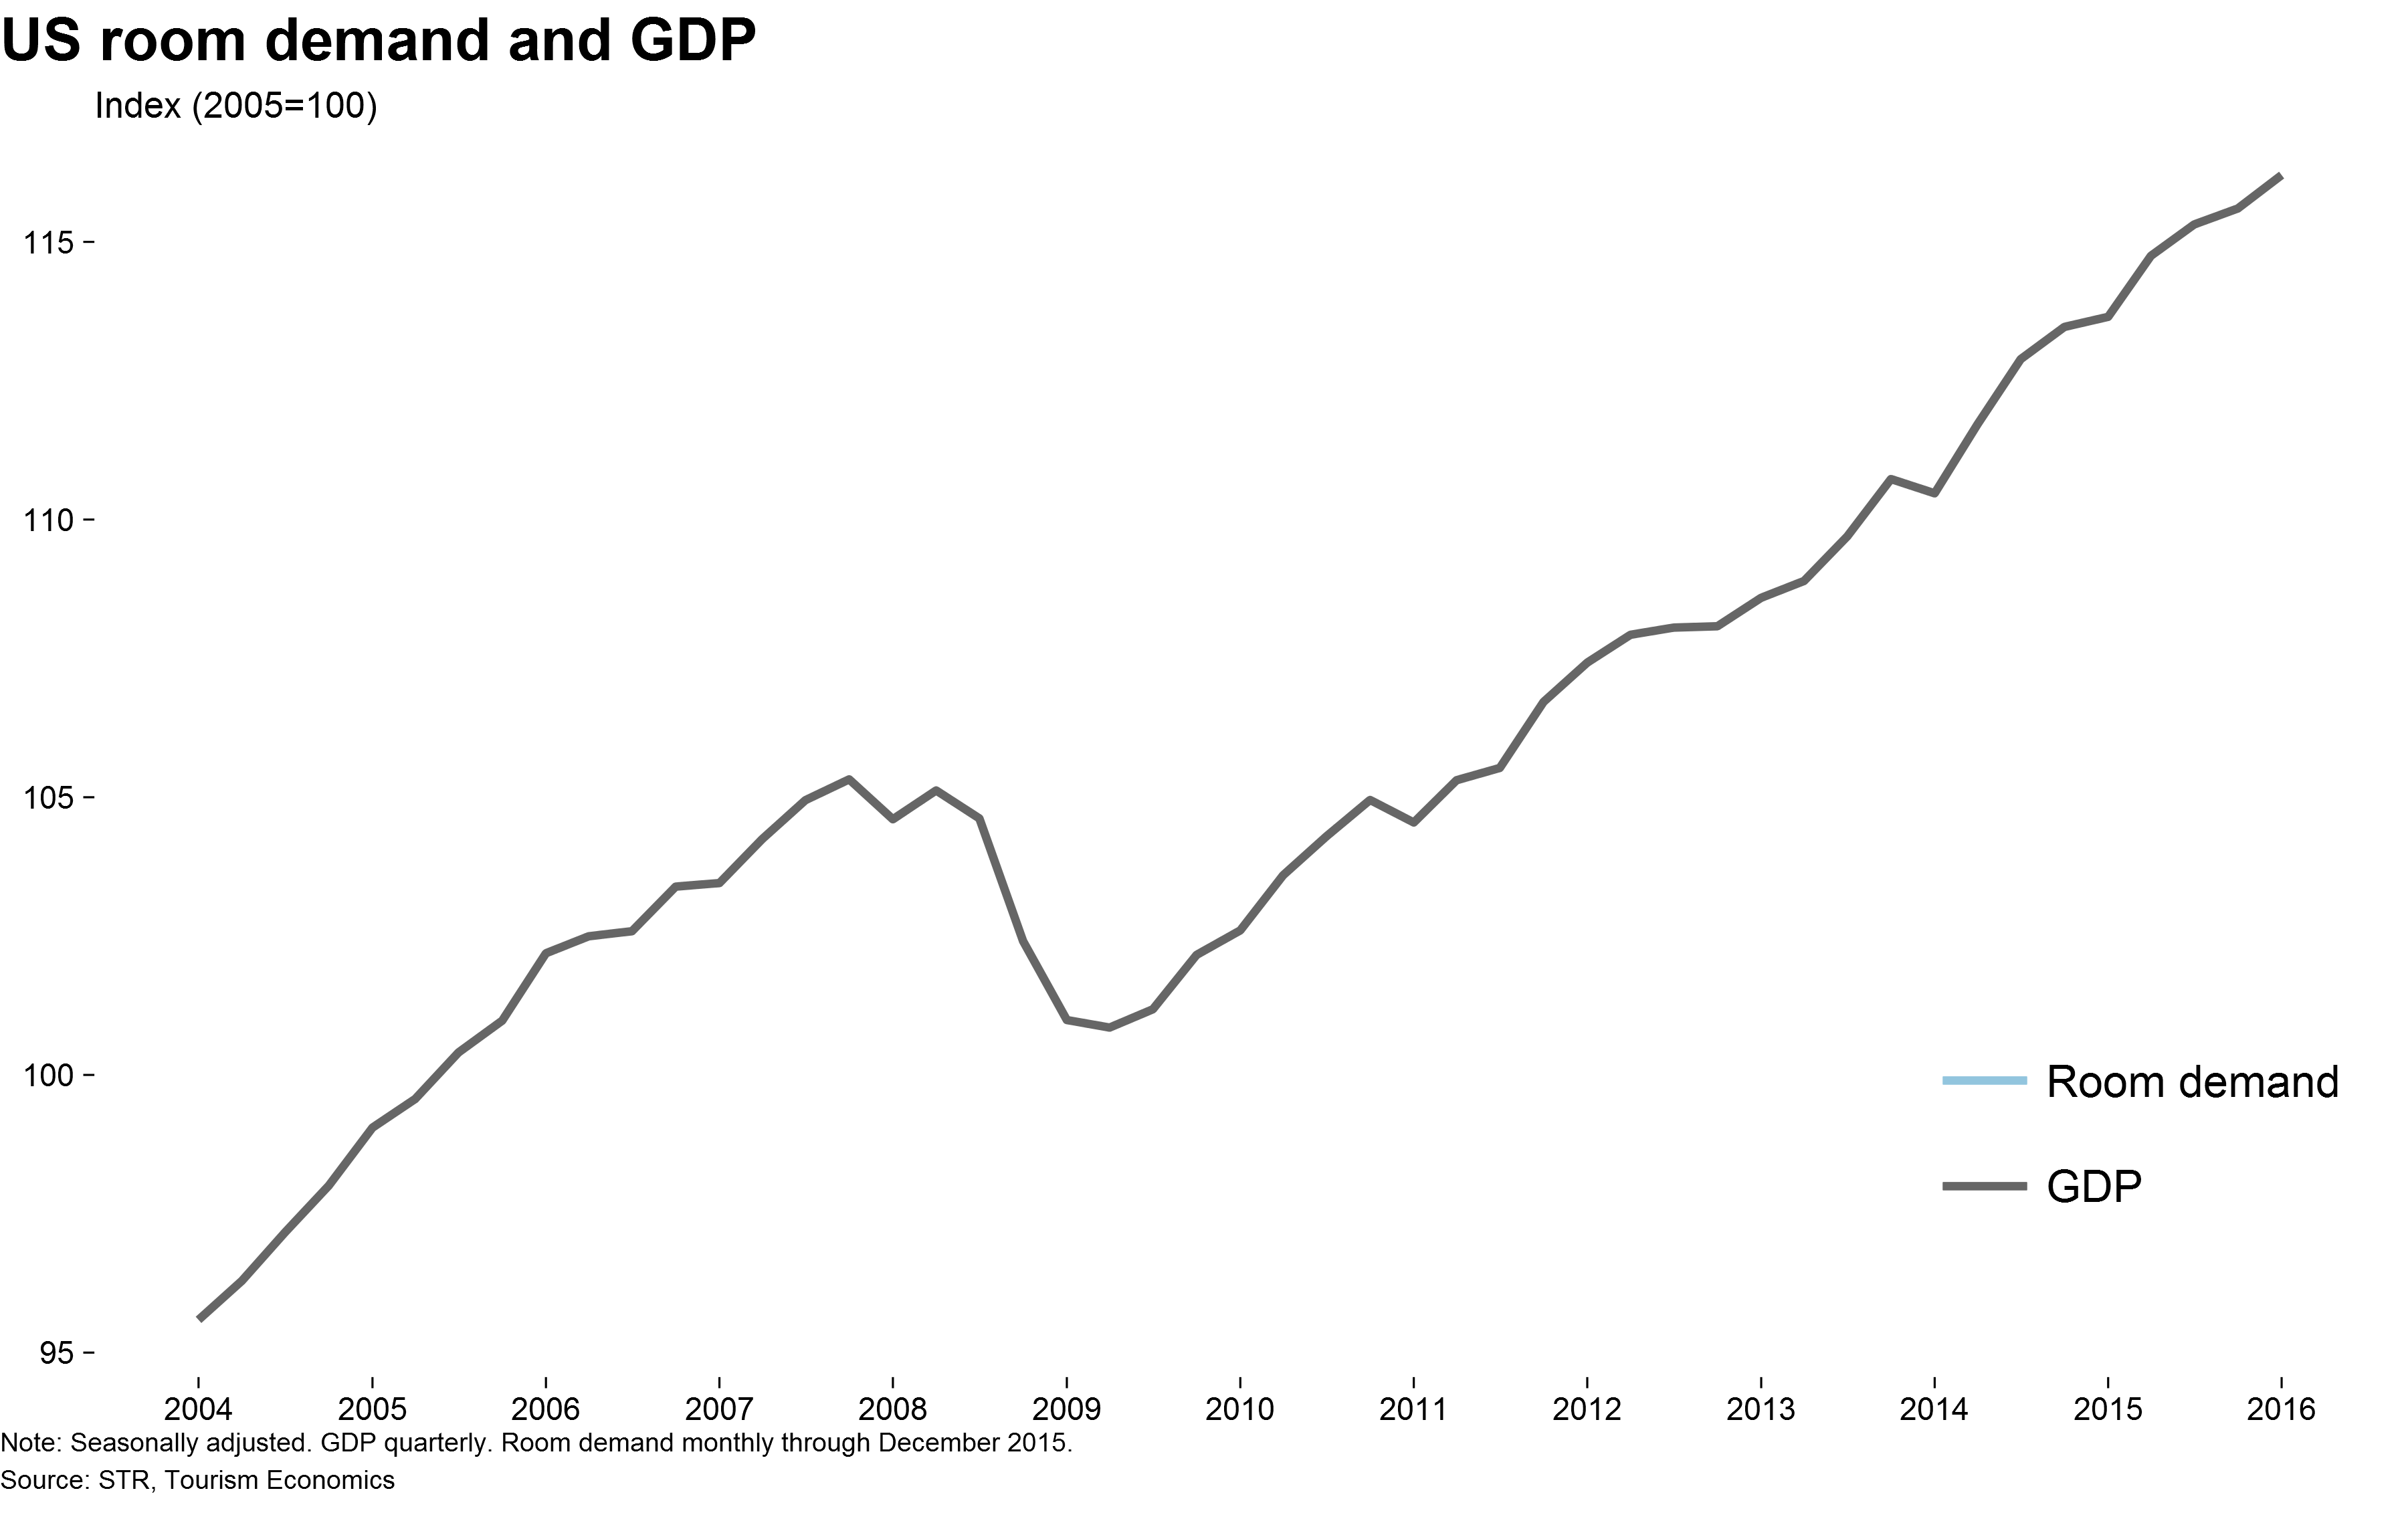 US room demand and GDP
Index (2005=100)
115
110
105
100
95
Room demand
GDP
2004 2005 2006 2007 2008 2009 2010 2011 2012 2013 2014 2015 2016
Note: Seasonally adjusted. GDP quarterly. Room demand monthly through December 2015.
Source: STR, Tourism Economics